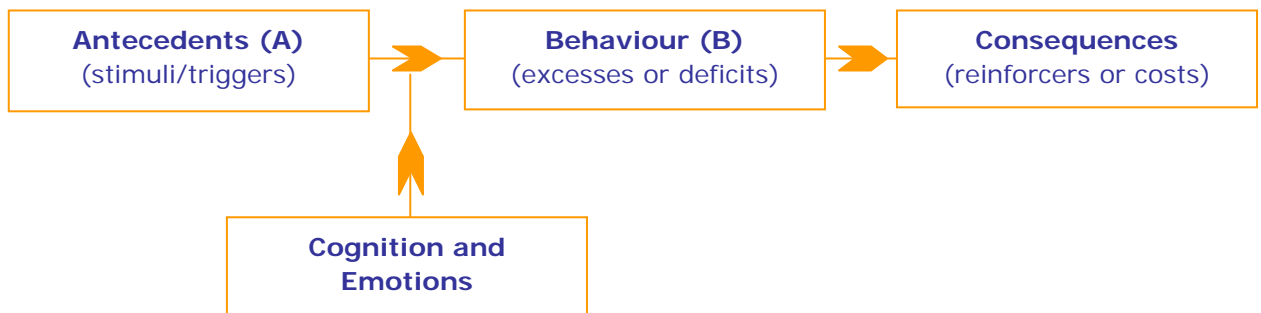 Antecedents (A)
(stimuli/triggers)
Behaviour (B)
(excesses or deficits)
Consequences
(reinforcers or costs)
Cognition and
Emotions